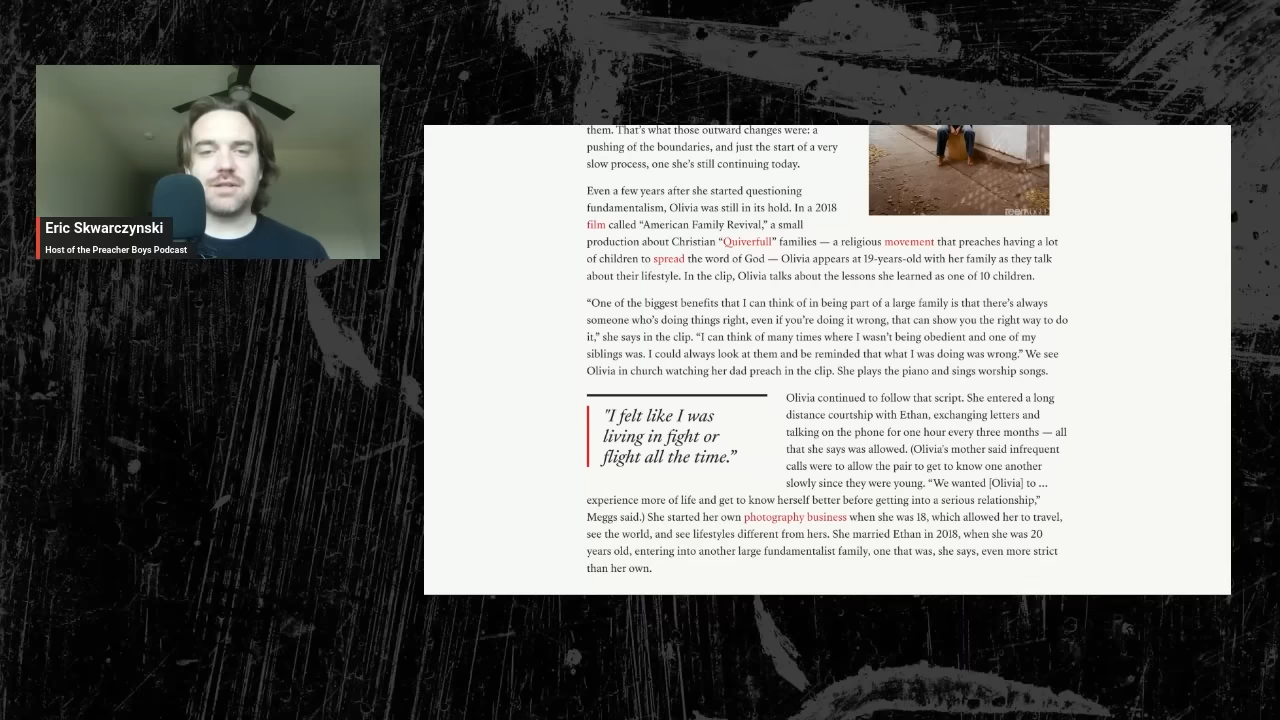 Eric Skwarczynski
Host of the Preacher Boys Podcast
them. That's what those outward changes were: a
pushing of the boundaries, and just the start of a very
slow process, one she's still continuing today.
Even a few years after she started questioning
fundamentalism, Olivia was still in its hold. In a 2018
film called “American Family Revival,” a small
production about Christian “Quiverfull” families — a religious movement that preaches having a lot
of children to spread the word of God — Olivia appears at 19-years-old with her family as they talk
about their lifestyle. In the clip, Olivia talks about the lessons she learned as one of 10 children.
“One of the biggest benefits that I can think of in being part of a large family is that there's always
someone who's doing things right, even if you're doing it wrong, that can show you the right way to do
it,” she says in the clip. “I can think of many times where I wasn't being obedient and one of my
siblings was. I could always look at them and be reminded that what I was doing was wrong.” We see
Olivia in church watching her dad preach in the clip. She plays the piano and sings worship songs.
"I felt like I was
living in fight or
flight all the time.”
Olivia continued to follow that script. She entered a long
distance courtship with Ethan, exchanging letters and
talking on the phone for one hour every three months — all
that she says was allowed. (Olivia's mother said infrequent
calls were to allow the pair to get to know one another
slowly since they were young. “We wanted [Olivia] to ...
experience more of life and get to know herself better before getting into a serious relationship,”
Meggs said.) She started her own photography business when she was 18, which allowed her to travel,
see the world, and see lifestyles different from hers. She married Ethan in 2018, when she was 20
years old, entering into another large fundamentalist family, one that was, she says, even more strict
than her own.